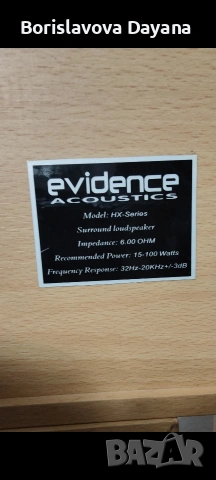 Borislavova Dayana
evidence
ACOUSTICS
Model: HX-Series
Surround loudspeaker
Impedance: 6.00 OHM
Recommended Power: 15-100 Watts
Frequency Response: 32Hz-20KHz+/-3dB
BAZAR
bg